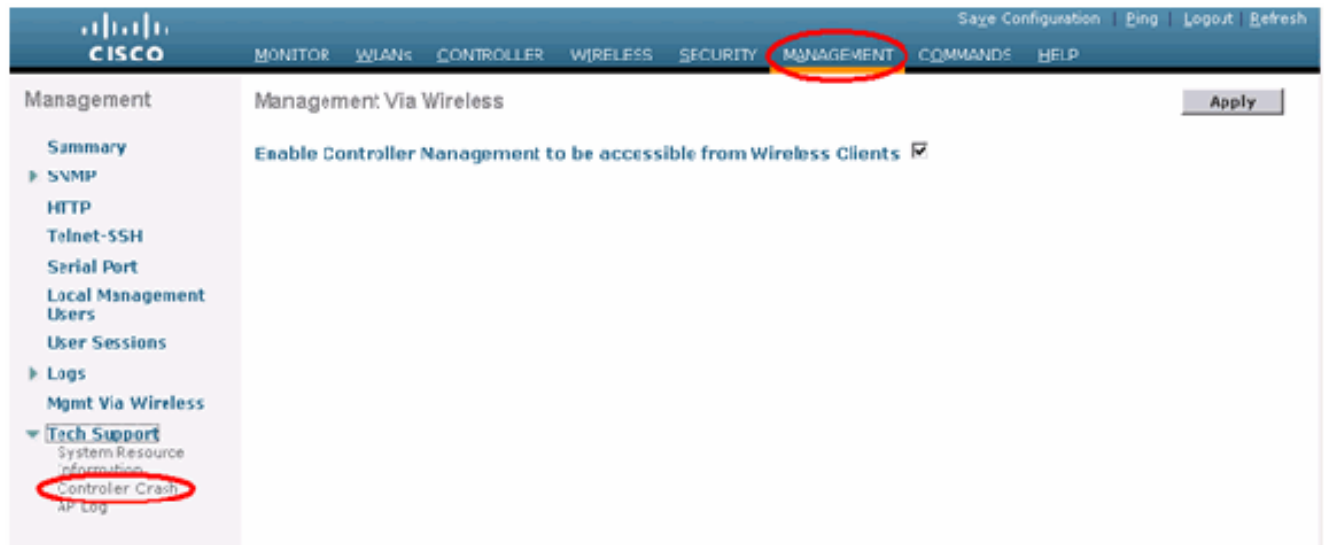 Save Configuration | Ping | Logout | Refresh
CISCO
MONITOR WLANs CONTROLLER WIRELESS SECURITY MANAGEMENT COMMANDS HELP
Management
Management Via Wireless
Apply
Enable Controller Management to be accessible from Wireless Clients
Summary
SNMP
HTTP
Telnet-SSH
Serial Port
Local Management
Users
User Sessions
Logs
Mgmt Via Wireless
Tech Support
System Resource
Information
Controller Crash
AP Log